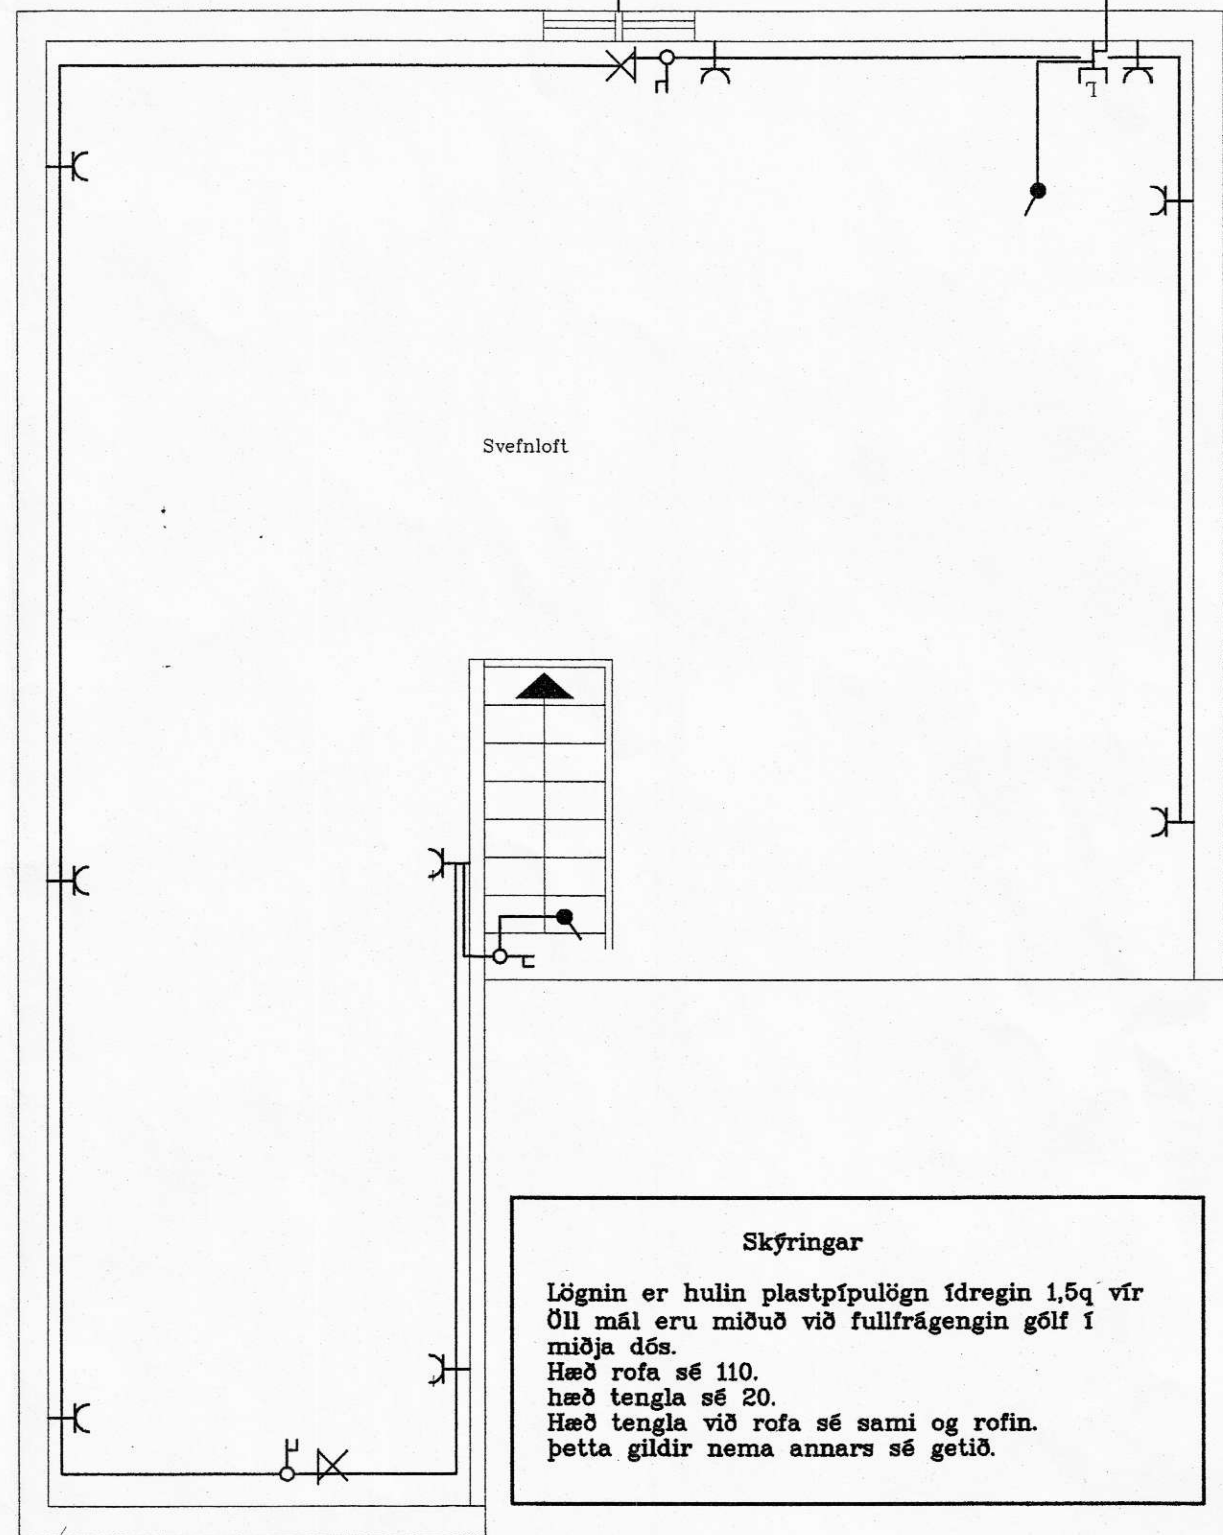 Svefnloft
Skýringar
Lögnin er hulin plastpípulögn ídregin 1,5q vír
Öll mál eru miðuð við fullfrágengin gólf í
miðja dós.
Hæð rofa sé 110.
hæð tengla sé 20.
Hæð tengla við rofa sé sami og rofin.
þetta gildir nema annars sé getið.